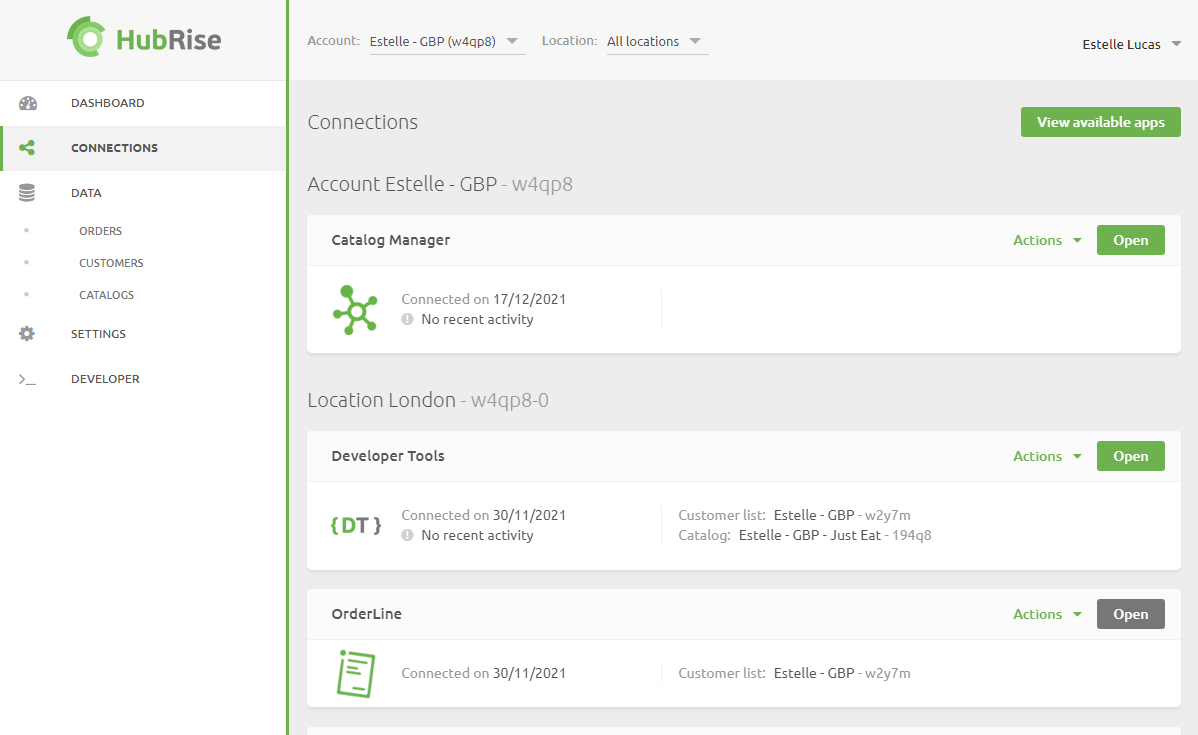 HubRise
Account: Estelle - GBP (w4qp8) Location: All locations
Estelle Lucas
DASHBOARD
CONNECTIONS
DATA
ORDERS
CUSTOMERS
CATALOGS
SETTINGS
DEVELOPER
Connections
View available apps
Account Estelle - GBP - w4qp8
Catalog Manager
Actions
Open
Connected on 17/12/2021
No recent activity
Location London - w4qp8-0
Developer Tools
Actions
Open
{DT}
Connected on 30/11/2021
No recent activity
Customer list: Estelle - GBP - w2y7m
Catalog: Estelle - GBP - Just Eat - 194q8
OrderLine
Actions
Open
Connected on 30/11/2021
Customer list: Estelle - GBP - w2y7m